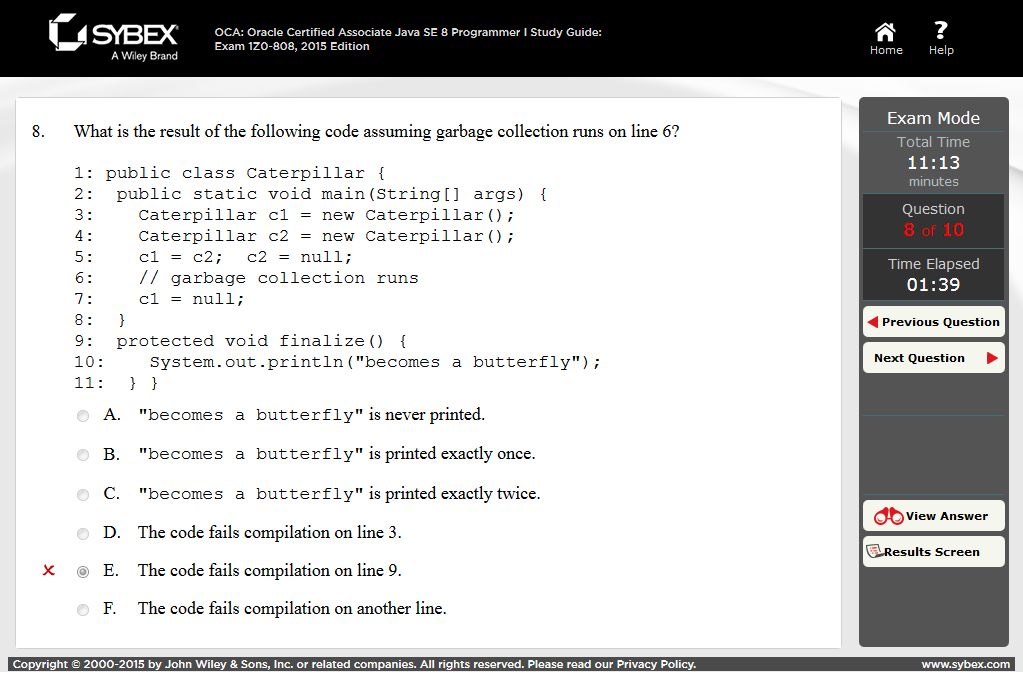 SYBEX
A Wiley Brand
OCA: Oracle Certified Associate Java SE 8 Programmer I Study Guide:
Exam 1Z0-808, 2015 Edition
Home
?
Help
8. What is the result of the following code assuming garbage collection runs on line 6?
1: public class Caterpillar {
2: public static void main(String[] args) {
3: Caterpillar c1 = new Caterpillar();
4: Caterpillar c2 = new Caterpillar();
5: c1 = c2; c2 = null;
6: // garbage collection runs
7: c1 = null;
8: }
9: protected void finalize() {
10: System.out.println("becomes a butterfly");
11: } }
A. "becomes a butterfly" is never printed.
B. "becomes a butterfly" is printed exactly once.
C. "becomes a butterfly" is printed exactly twice.
D. The code fails compilation on line 3.
E. The code fails compilation on line 9.
F. The code fails compilation on another line.
Exam Mode
Total Time
11:13
minutes
Question
8 of 10
Time Elapsed
01:39
Previous Question
Next Question
View Answer
Results Screen
Copyright © 2000-2015 by John Wiley & Sons, Inc. or related companies. All rights reserved. Please read our Privacy Policy.
www.sybex.com